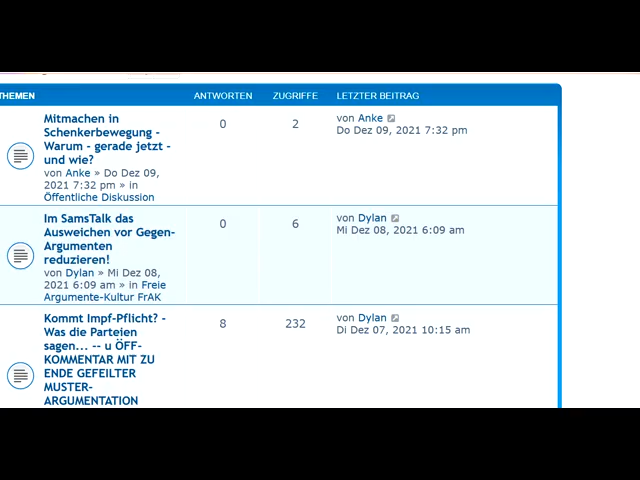 THEMEN ANTWORTEN ZUGRIFFE LETZTER BEITRAG
Mitmachen in
Schenkerbewegung -
Warum - gerade jetzt -
und wie?
von Anke » Do Dez 09,
2021 7:32 pm » in
Öffentliche Diskussion
0
2
von Anke
Do Dez 09, 2021 7:32 pm
Im SamsTalk das
Ausweichen vor Gegen-
Argumenten
reduzieren!
von Dylan » Mi Dez 08,
2021 6:09 am » in Freie
Argumente-Kultur FrAK
0
6
von Dylan
Mi Dez 08, 2021 6:09 am
Kommt Impf-Pflicht? -
Was die Parteien
sagen... -- u ÖFF-
KOMMENTAR MIT ZU
ENDE GEFEILTER
MUSTER-
ARGUMENTATION
8
232
von Dylan
Di Dez 07, 2021 10:15 am